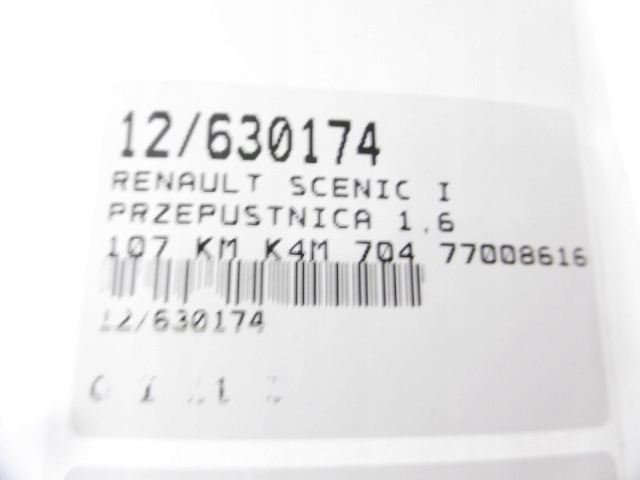 12/630174
RENAULT SCENIC I
PRZEPUSTNICA 1,6
107 KM K4M 704 77008616
12/630174